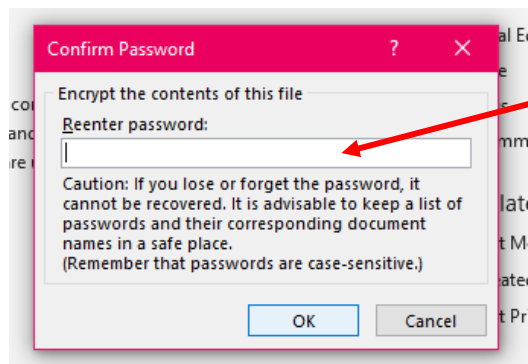 Confirm Password ?
Encrypt the contents of this file
Reenter password:
Caution: If you lose or forget the password, it
cannot be recovered. It is advisable to keep a list of
passwords and their corresponding document
names in a safe place.
(Remember that passwords are case-sensitive.)
OK Cancel